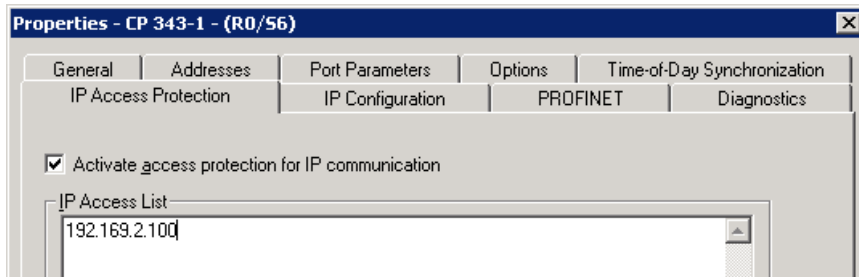 Properties - CP 343-1 - (R0/S6)
General Addresses Port Parameters Options Time-of-Day Synchronization
IP Access Protection IP Configuration PROFINET Diagnostics
Activate access protection for IP communication
IP Access List
192.169.2.100